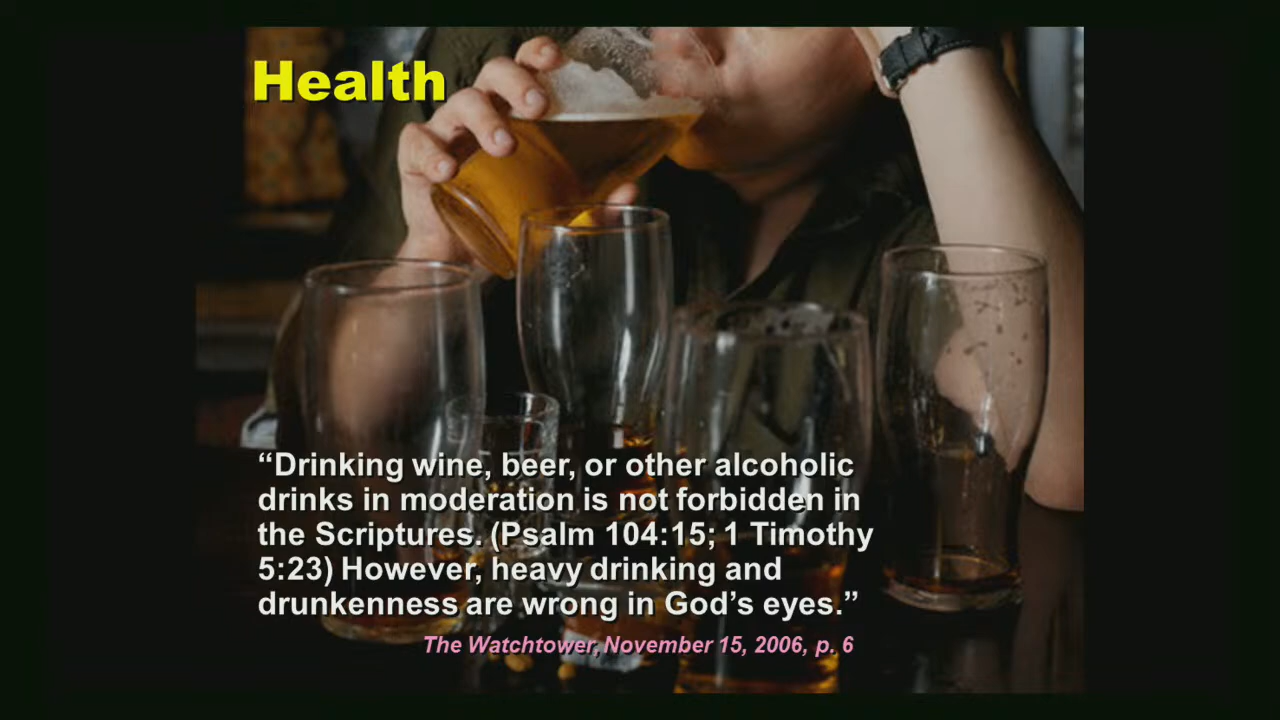 Health
“Drinking wine, beer, or other alcoholic
drinks in moderation is not forbidden in
the Scriptures. (Psalm 104:15; 1 Timothy
5:23) However, heavy drinking and
drunkenness are wrong in God’s eyes.”
The Watchtower, November 15, 2006, p. 6